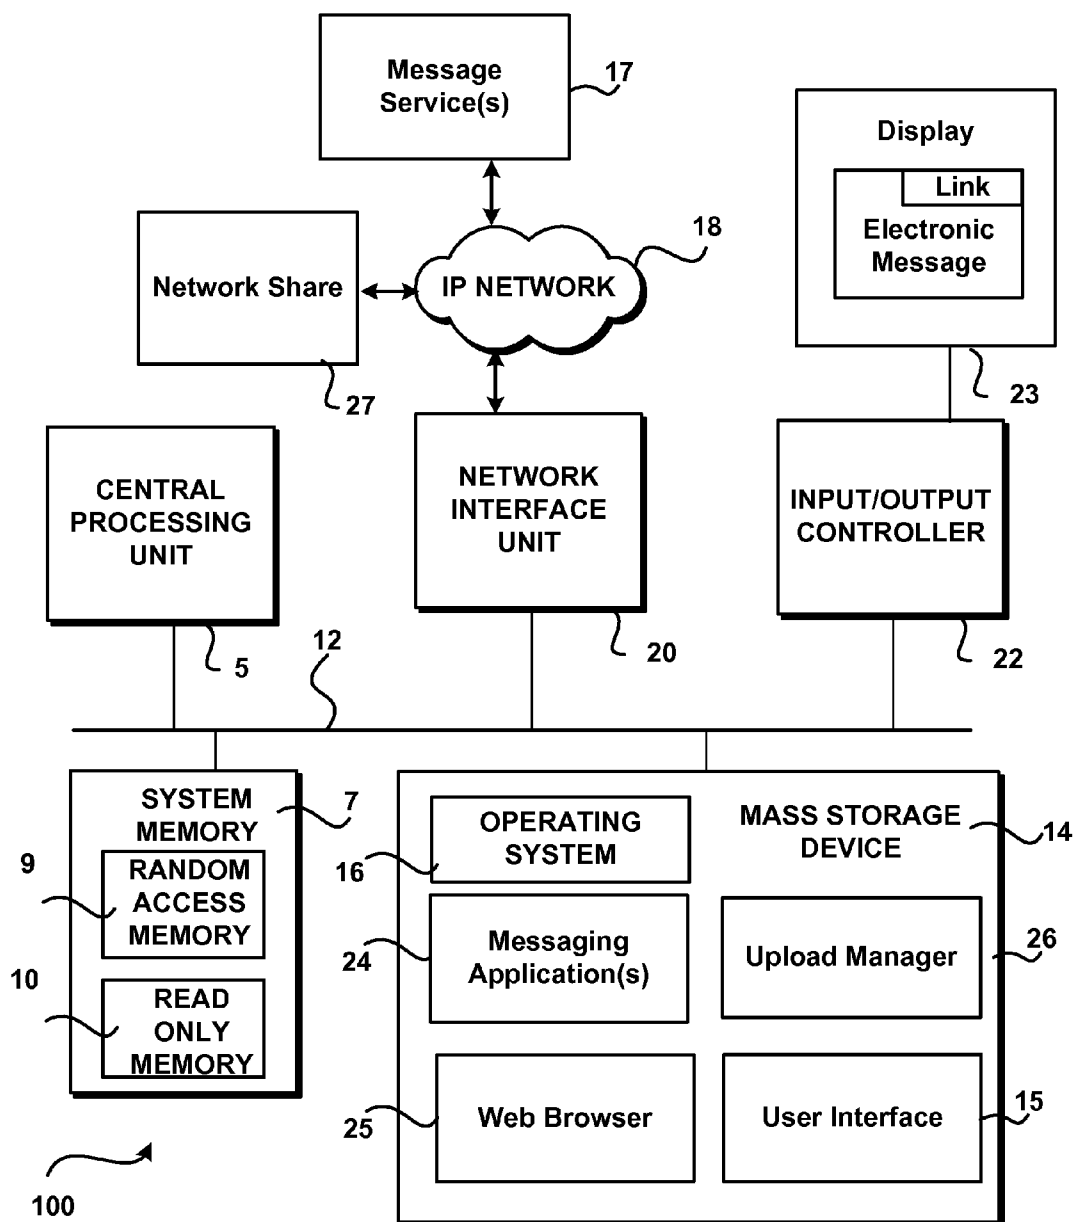 Message
Service(s)
17
Display
Link
Electronic
Message
23
Network Share
27
IP NETWORK
18
CENTRAL
PROCESSING
UNIT
5
NETWORK
INTERFACE
UNIT
20
INPUT/OUTPUT
CONTROLLER
22
12
SYSTEM
MEMORY
7
9
RANDOM
ACCESS
MEMORY
10
READ
ONLY
MEMORY
OPERATING
SYSTEM
16
MASS STORAGE
DEVICE
14
Messaging
Application(s)
24
Upload Manager
26
Web Browser
25
User Interface
15
100